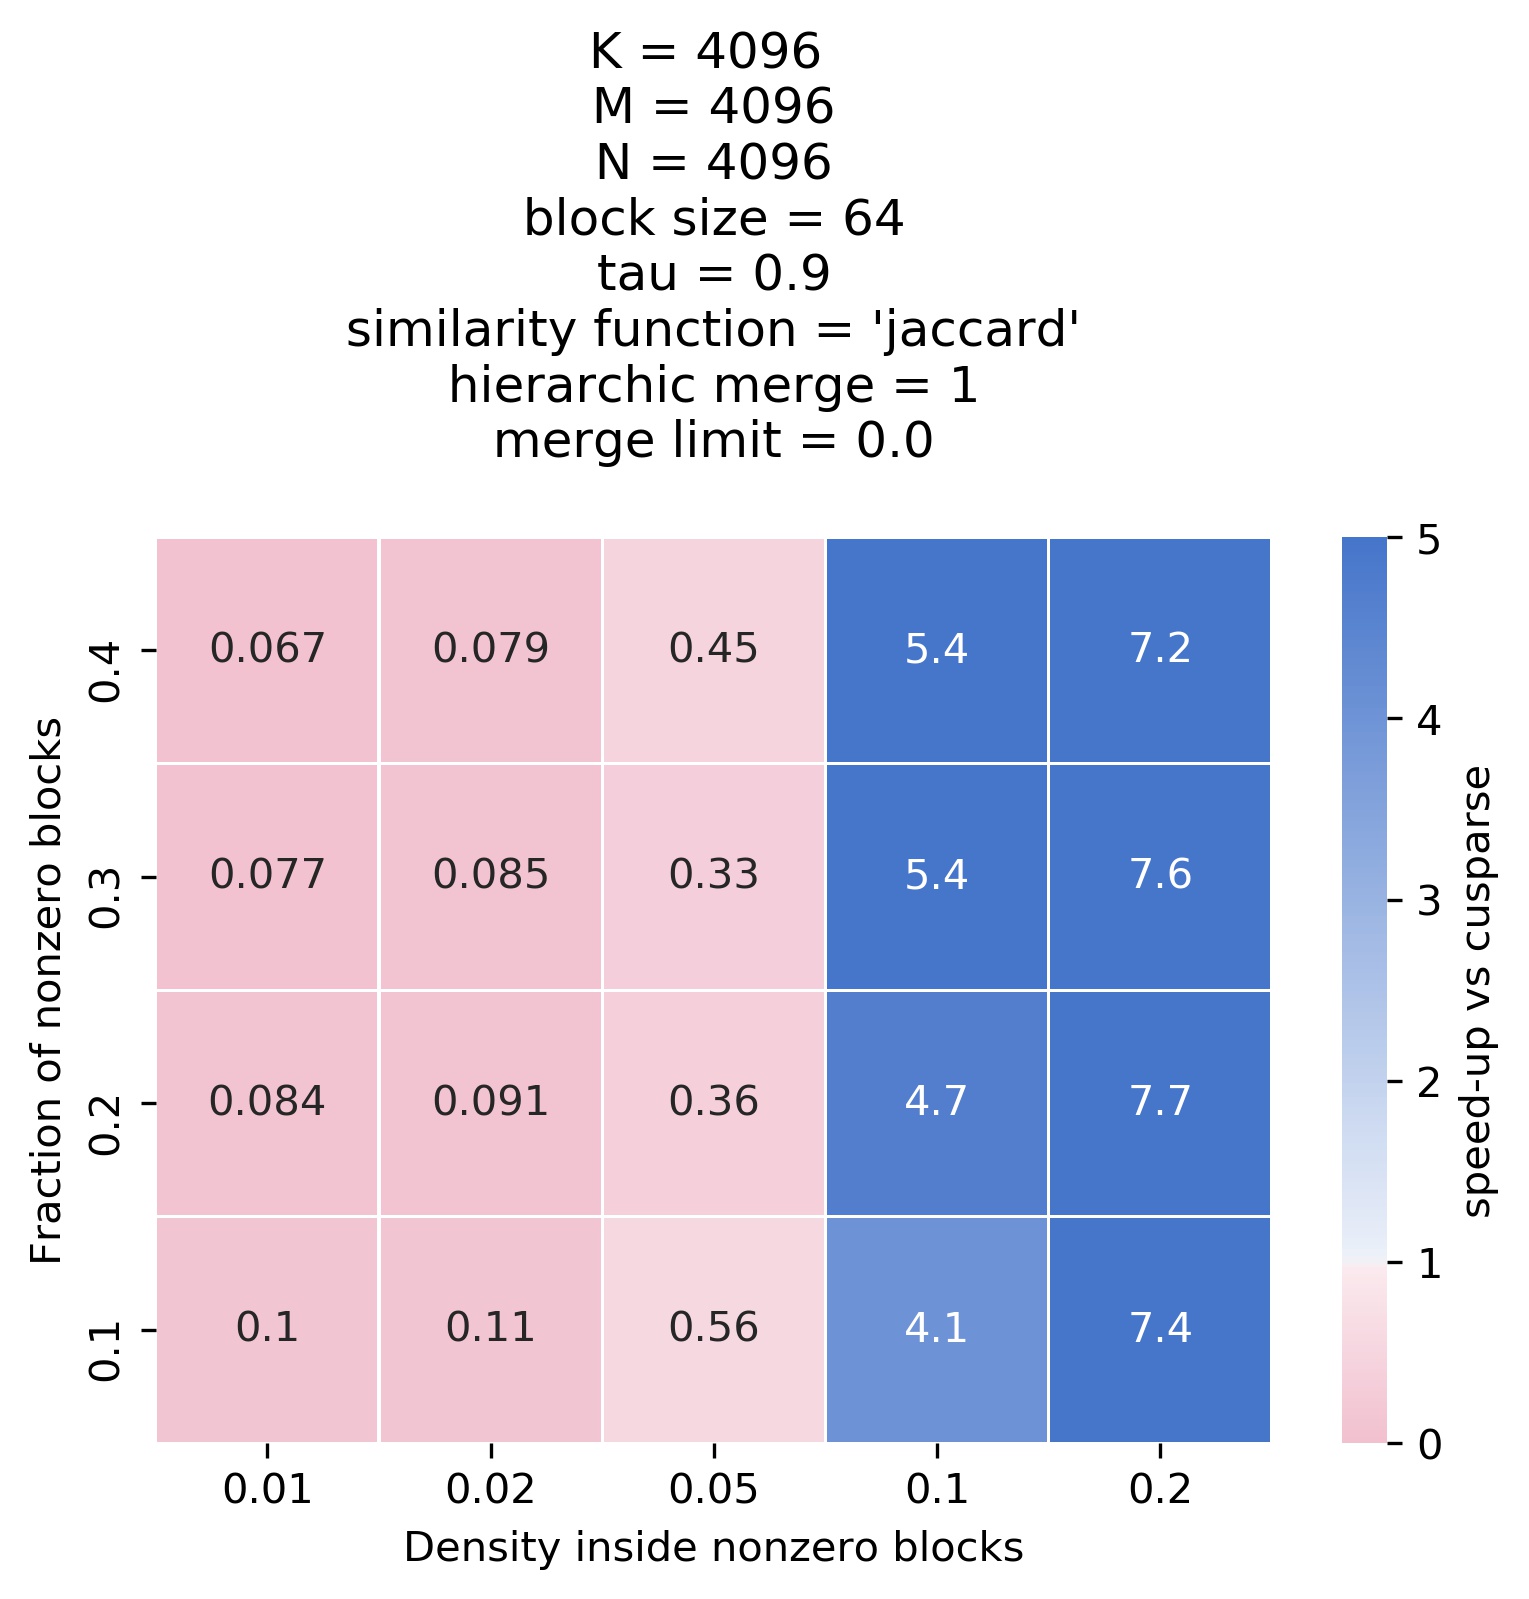 K = 4096
M = 4096
N = 4096
block size = 64
tau = 0.9
similarity function = 'jaccard'
hierarchic merge = 1
merge limit = 0.0
Fraction of nonzero blocks
0.4
0.067 0.079 0.45 5.4 7.2
0.3
0.077 0.085 0.33 5.4 7.6
0.2
0.084 0.091 0.36 4.7 7.7
0.1
0.1 0.11 0.56 4.1 7.4
0.01 0.02 0.05 0.1 0.2
Density inside nonzero blocks
5
4
3
2
1
0
speed-up vs cusparse